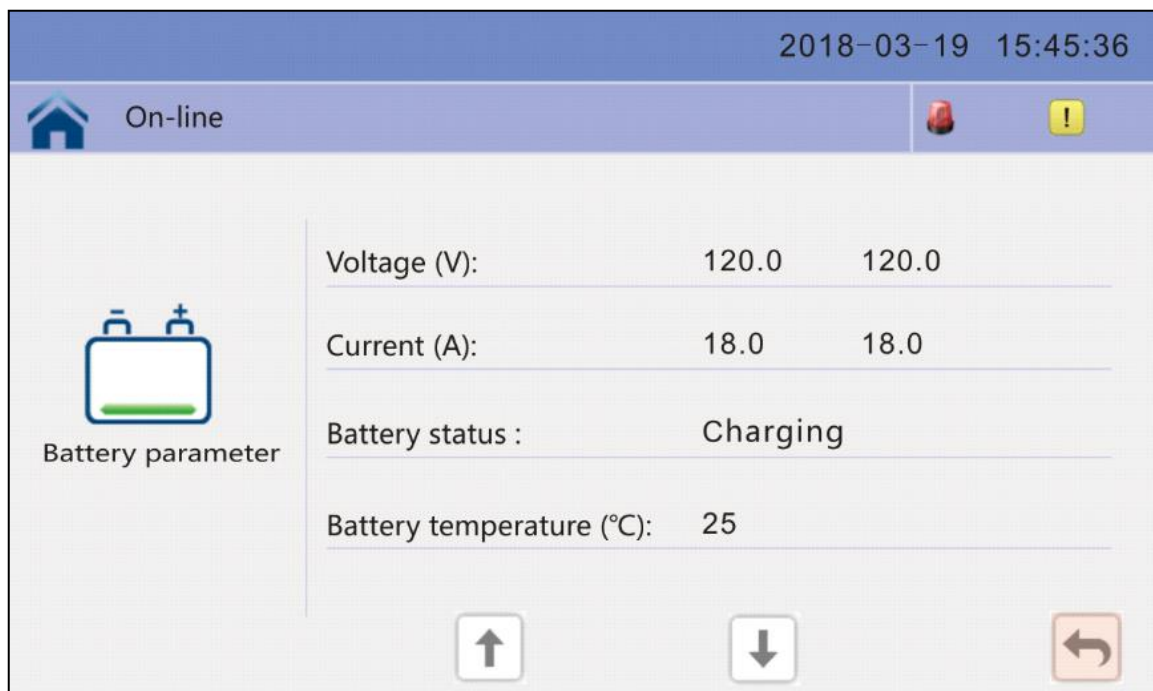 2018-03-19 15:45:36
On-line
!
Voltage (V): 120.0 120.0
Current (A): 18.0 18.0
Battery status : Charging
Battery temperature (℃): 25
Battery parameter